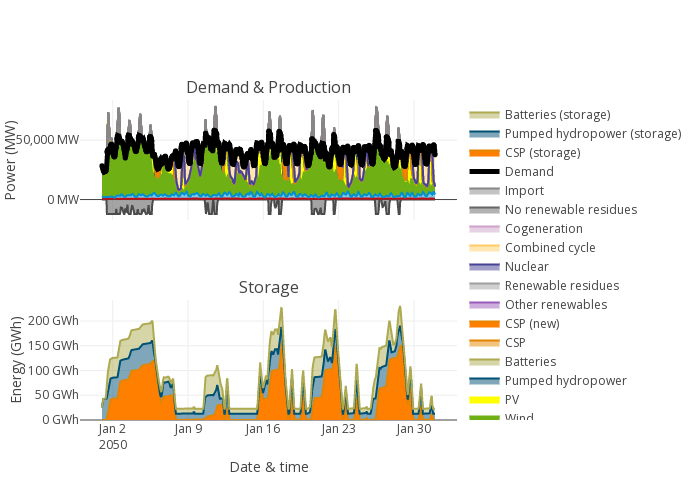 Demand & Production
Power (MW)
50,000 MW
0 MW
Storage
Energy (GWh)
200 GWh
150 GWh
100 GWh
50 GWh
0 GWh
Jan 2
2050
Jan 9
Jan 16
Jan 23
Jan 30
Date & time
Batteries (storage)
Pumped hydropower (storage)
CSP (storage)
Demand
Import
No renewable residues
Cogeneration
Combined cycle
Nuclear
Renewable residues
Other renewables
CSP (new)
CSP
Batteries
Pumped hydropower
PV
Wind